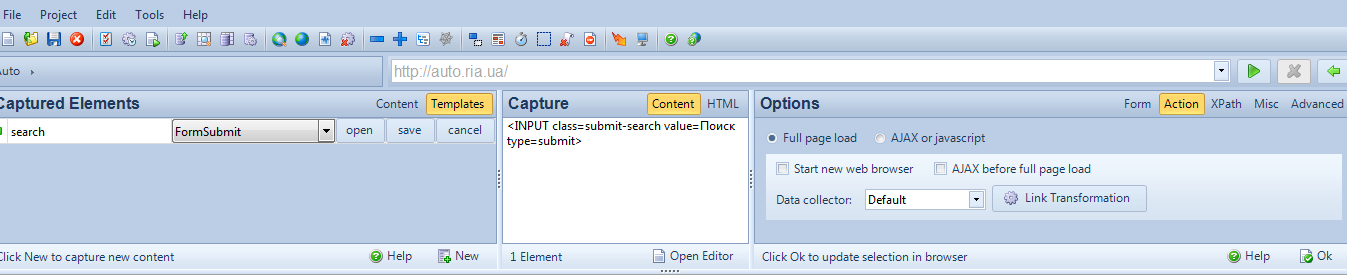 File Project Edit Tools Help
Auto http://auto.ria.ua/
Captured Elements Content Templates
search FormSubmit open save cancel
Click New to capture new content Help New
Capture Content HTML
<INPUT class=submit-search value=Поиск
type=submit>
1 Element Open Editor
Options Form Action XPath Misc Advanced
Full page load AJAX or javascript
Start new web browser AJAX before full page load
Data collector: Default Link Transformation
Click Ok to update selection in browser Help Ok